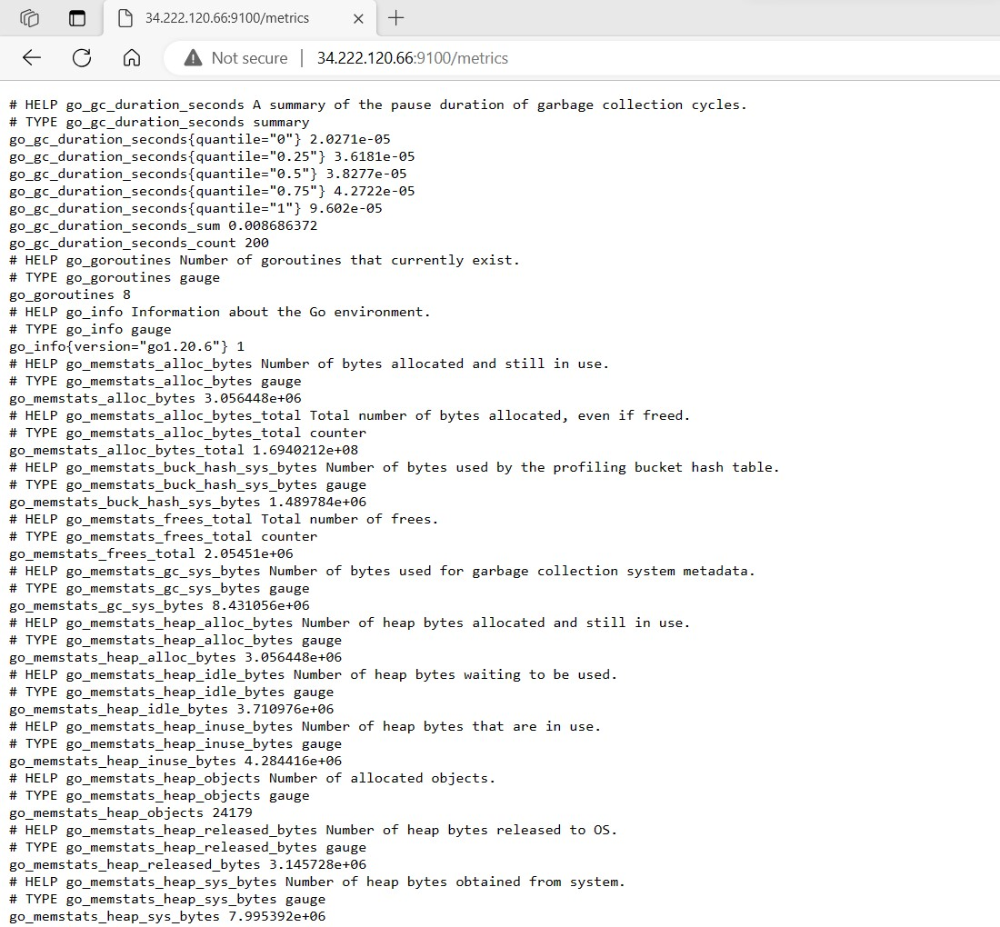 34.222.120.66:9100/metrics
Not secure
34.222.120.66:9100/metrics
# HELP go_gc_duration_seconds A summary of the pause duration of garbage collection cycles.
# TYPE go_gc_duration_seconds summary
go_gc_duration_seconds{quantile="0"} 2.0271e-05
go_gc_duration_seconds{quantile="0.25"} 3.6181e-05
go_gc_duration_seconds{quantile="0.5"} 3.8277e-05
go_gc_duration_seconds{quantile="0.75"} 4.2722e-05
go_gc_duration_seconds{quantile="1"} 9.602e-05
go_gc_duration_seconds_sum 0.008686372
go_gc_duration_seconds_count 200
# HELP go_goroutines Number of goroutines that currently exist.
# TYPE go_goroutines gauge
go_goroutines 8
# HELP go_info Information about the Go environment.
# TYPE go_info gauge
go_info{version="go1.20.6"} 1
# HELP go_memstats_alloc_bytes Number of bytes allocated and still in use.
# TYPE go_memstats_alloc_bytes gauge
go_memstats_alloc_bytes 3.056448e+06
# HELP go_memstats_alloc_bytes_total Total number of bytes allocated, even if freed.
# TYPE go_memstats_alloc_bytes_total counter
go_memstats_alloc_bytes_total 1.6940212e+08
# HELP go_memstats_buck_hash_sys_bytes Number of bytes used by the profiling bucket hash table.
# TYPE go_memstats_buck_hash_sys_bytes gauge
go_memstats_buck_hash_sys_bytes 1.489784e+06
# HELP go_memstats_frees_total Total number of frees.
# TYPE go_memstats_frees_total counter
go_memstats_frees_total 2.05451e+06
# HELP go_memstats_gc_sys_bytes Number of bytes used for garbage collection system metadata.
# TYPE go_memstats_gc_sys_bytes gauge
go_memstats_gc_sys_bytes 8.431056e+06
# HELP go_memstats_heap_alloc_bytes Number of heap bytes allocated and still in use.
# TYPE go_memstats_heap_alloc_bytes gauge
go_memstats_heap_alloc_bytes 3.056448e+06
# HELP go_memstats_heap_idle_bytes Number of heap bytes waiting to be used.
# TYPE go_memstats_heap_idle_bytes gauge
go_memstats_heap_idle_bytes 3.710976e+06
# HELP go_memstats_heap_inuse_bytes Number of heap bytes that are in use.
# TYPE go_memstats_heap_inuse_bytes gauge
go_memstats_heap_inuse_bytes 4.284416e+06
# HELP go_memstats_heap_objects Number of allocated objects.
# TYPE go_memstats_heap_objects gauge
go_memstats_heap_objects 24179
# HELP go_memstats_heap_released_bytes Number of heap bytes released to OS.
# TYPE go_memstats_heap_released_bytes gauge
go_memstats_heap_released_bytes 3.145728e+06
# HELP go_memstats_heap_sys_bytes Number of heap bytes obtained from system.
# TYPE go_memstats_heap_sys_bytes gauge
go_memstats_heap_sys_bytes 7.995392e+06